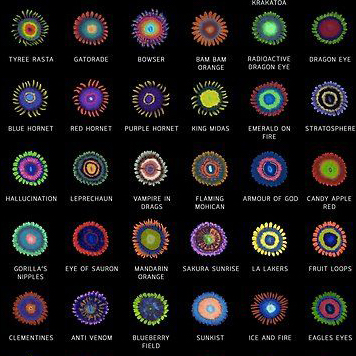 KRAKATOA
TYREE RASTA
GATORADE
BOWSER
BAM BAM
ORANGE
RADIOACTIVE
DRAGON EYE
DRAGON EYE
BLUE HORNET
RED HORNET
PURPLE HORNET
KING MIDAS
EMERALD ON
FIRE
STRATOSPHERE
HALLUCINATION
LEPRECHAUN
VAMPIRE IN
DRAGS
FLAMING
MOHICAN
ARMOUR OF GOD
CANDY APPLE
RED
GORILLA'S
NIPPLES
EYE OF SAURON
MANDARIN
ORANGE
SAKURA SUNRISE
LA LAKERS
FRUIT LOOPS
CLEMENTINES
ANTI VENOM
BLUEBERRY
FIELD
SUNKIST
ICE AND FIRE
EAGLES EYES